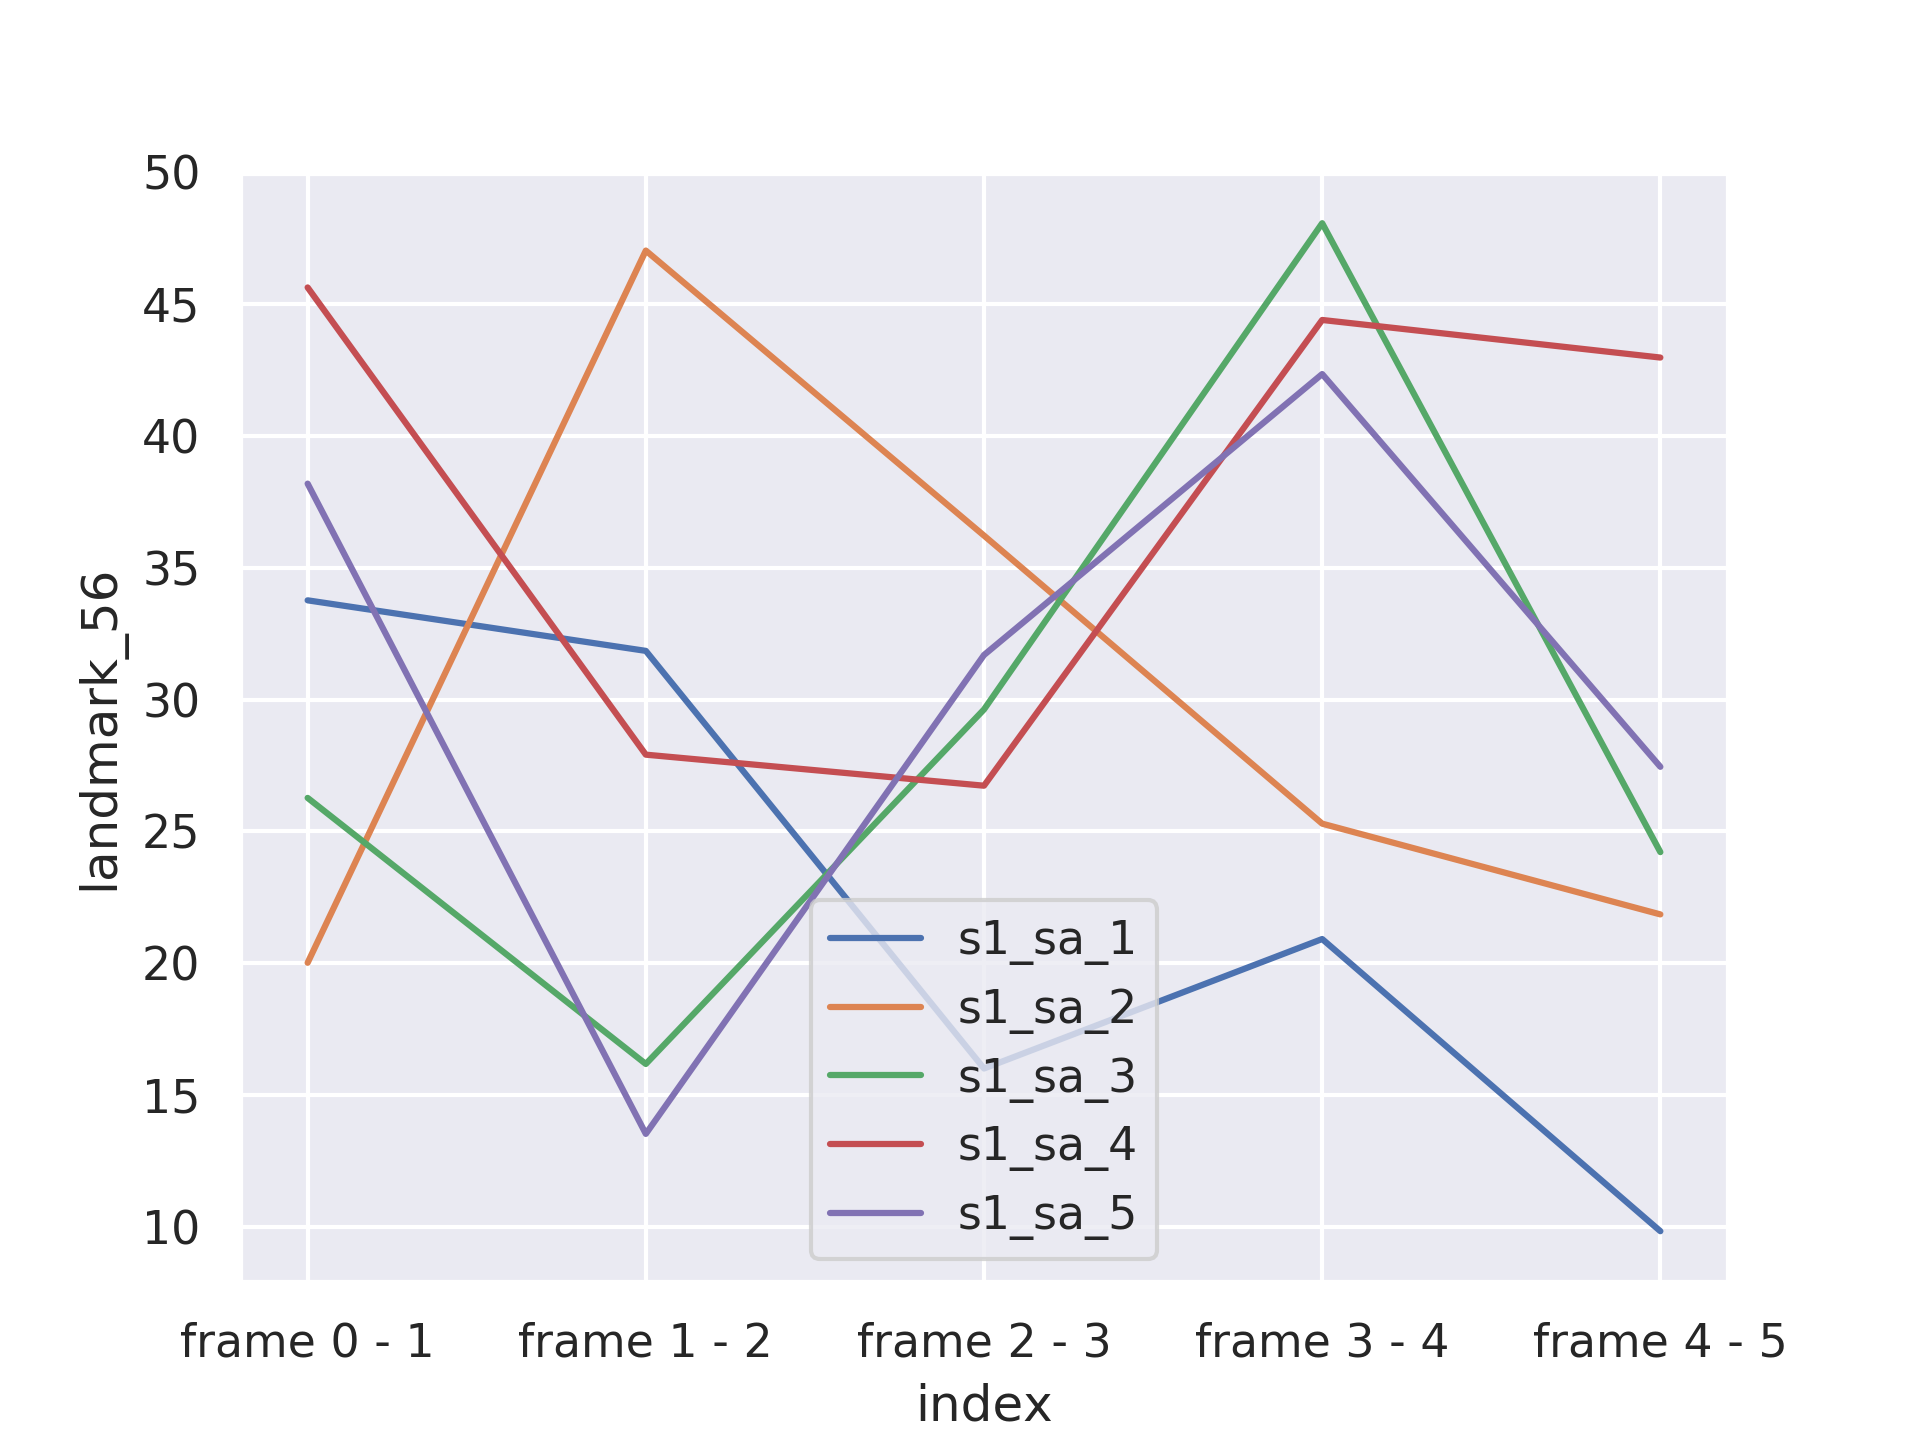 50
45
40
35
30
25
20
15
10
landmark_56
s1_sa_1
s1_sa_2
s1_sa_3
s1_sa_4
s1_sa_5
frame 0 - 1 frame 1 - 2 frame 2 - 3 frame 3 - 4 frame 4 - 5
index